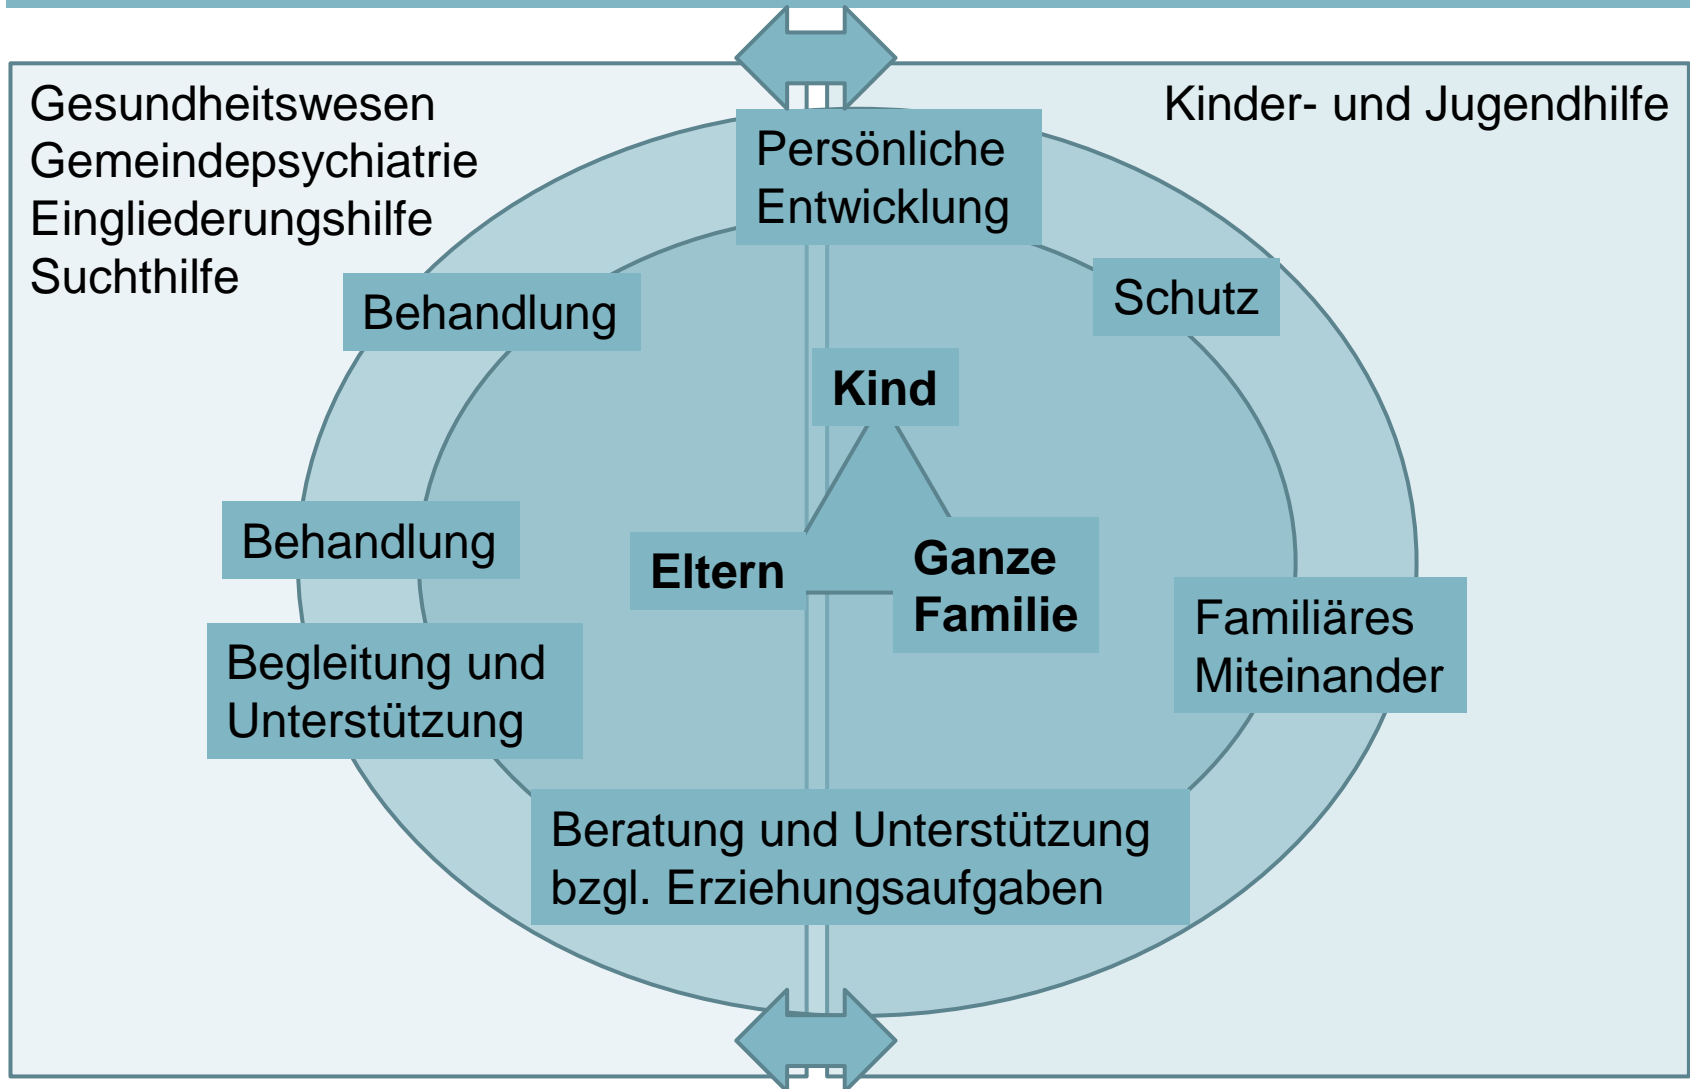 Gesundheitswesen
Gemeindepsychiatrie
Eingliederungshilfe
Suchthilfe
Kinder- und Jugendhilfe
Persönliche
Entwicklung
Behandlung
Schutz
Kind
Behandlung
Eltern
Ganze
Familie
Begleitung und
Unterstützung
Familiäres
Miteinander
Beratung und Unterstützung
bzgl. Erziehungsaufgaben